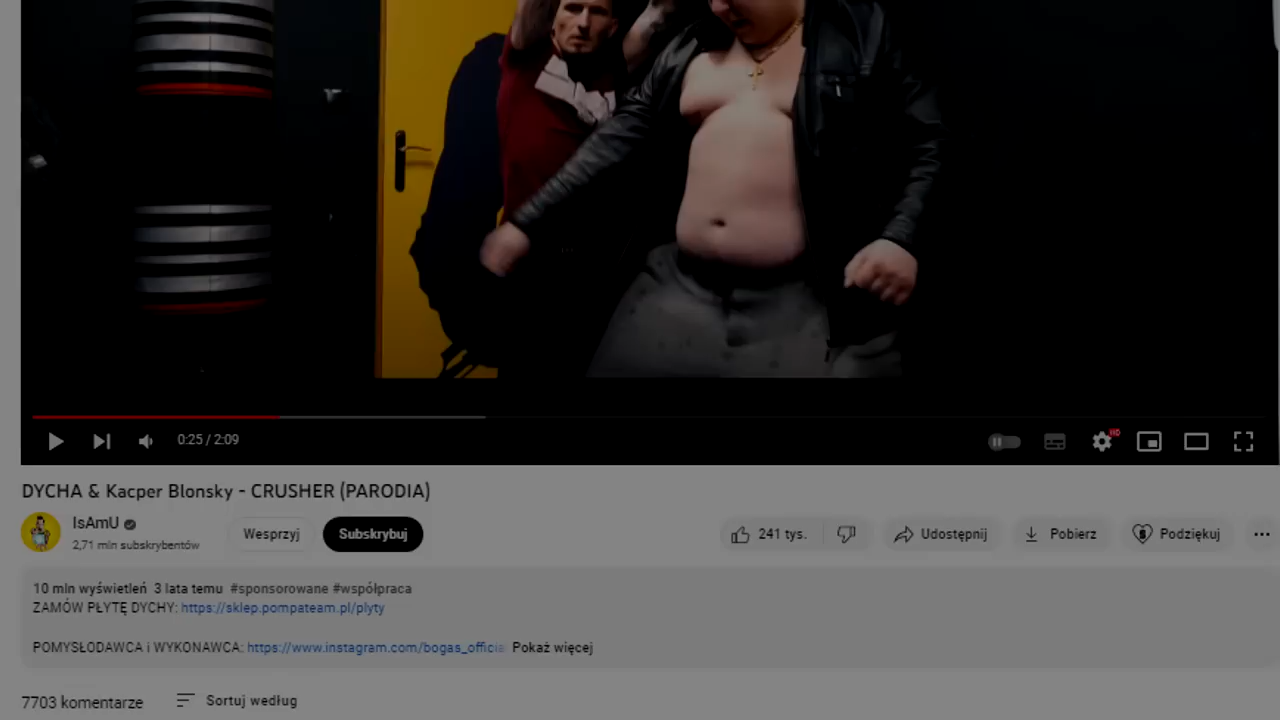 0:25 / 2:09
HD
DYCHA & Kacper Blonsky - CRUSHER (PARODIA)
IsAmU
2,71 mln subskrybentów
Wesprzyj
Subskrybuj
241 tys.
Udostępnij
Pobierz
Podziękuj
10 mln wyświetleń 3 lata temu #sponsorowane #współpraca
ZAMÓW PŁYTĘ DYCHY: https://sklep.pompateam.pl/plyty
POMYSŁODAWCA i WYKONAWCA: https://www.instagram.com/bogas_officia Pokaż więcej
7703 komentarze
Sortuj według